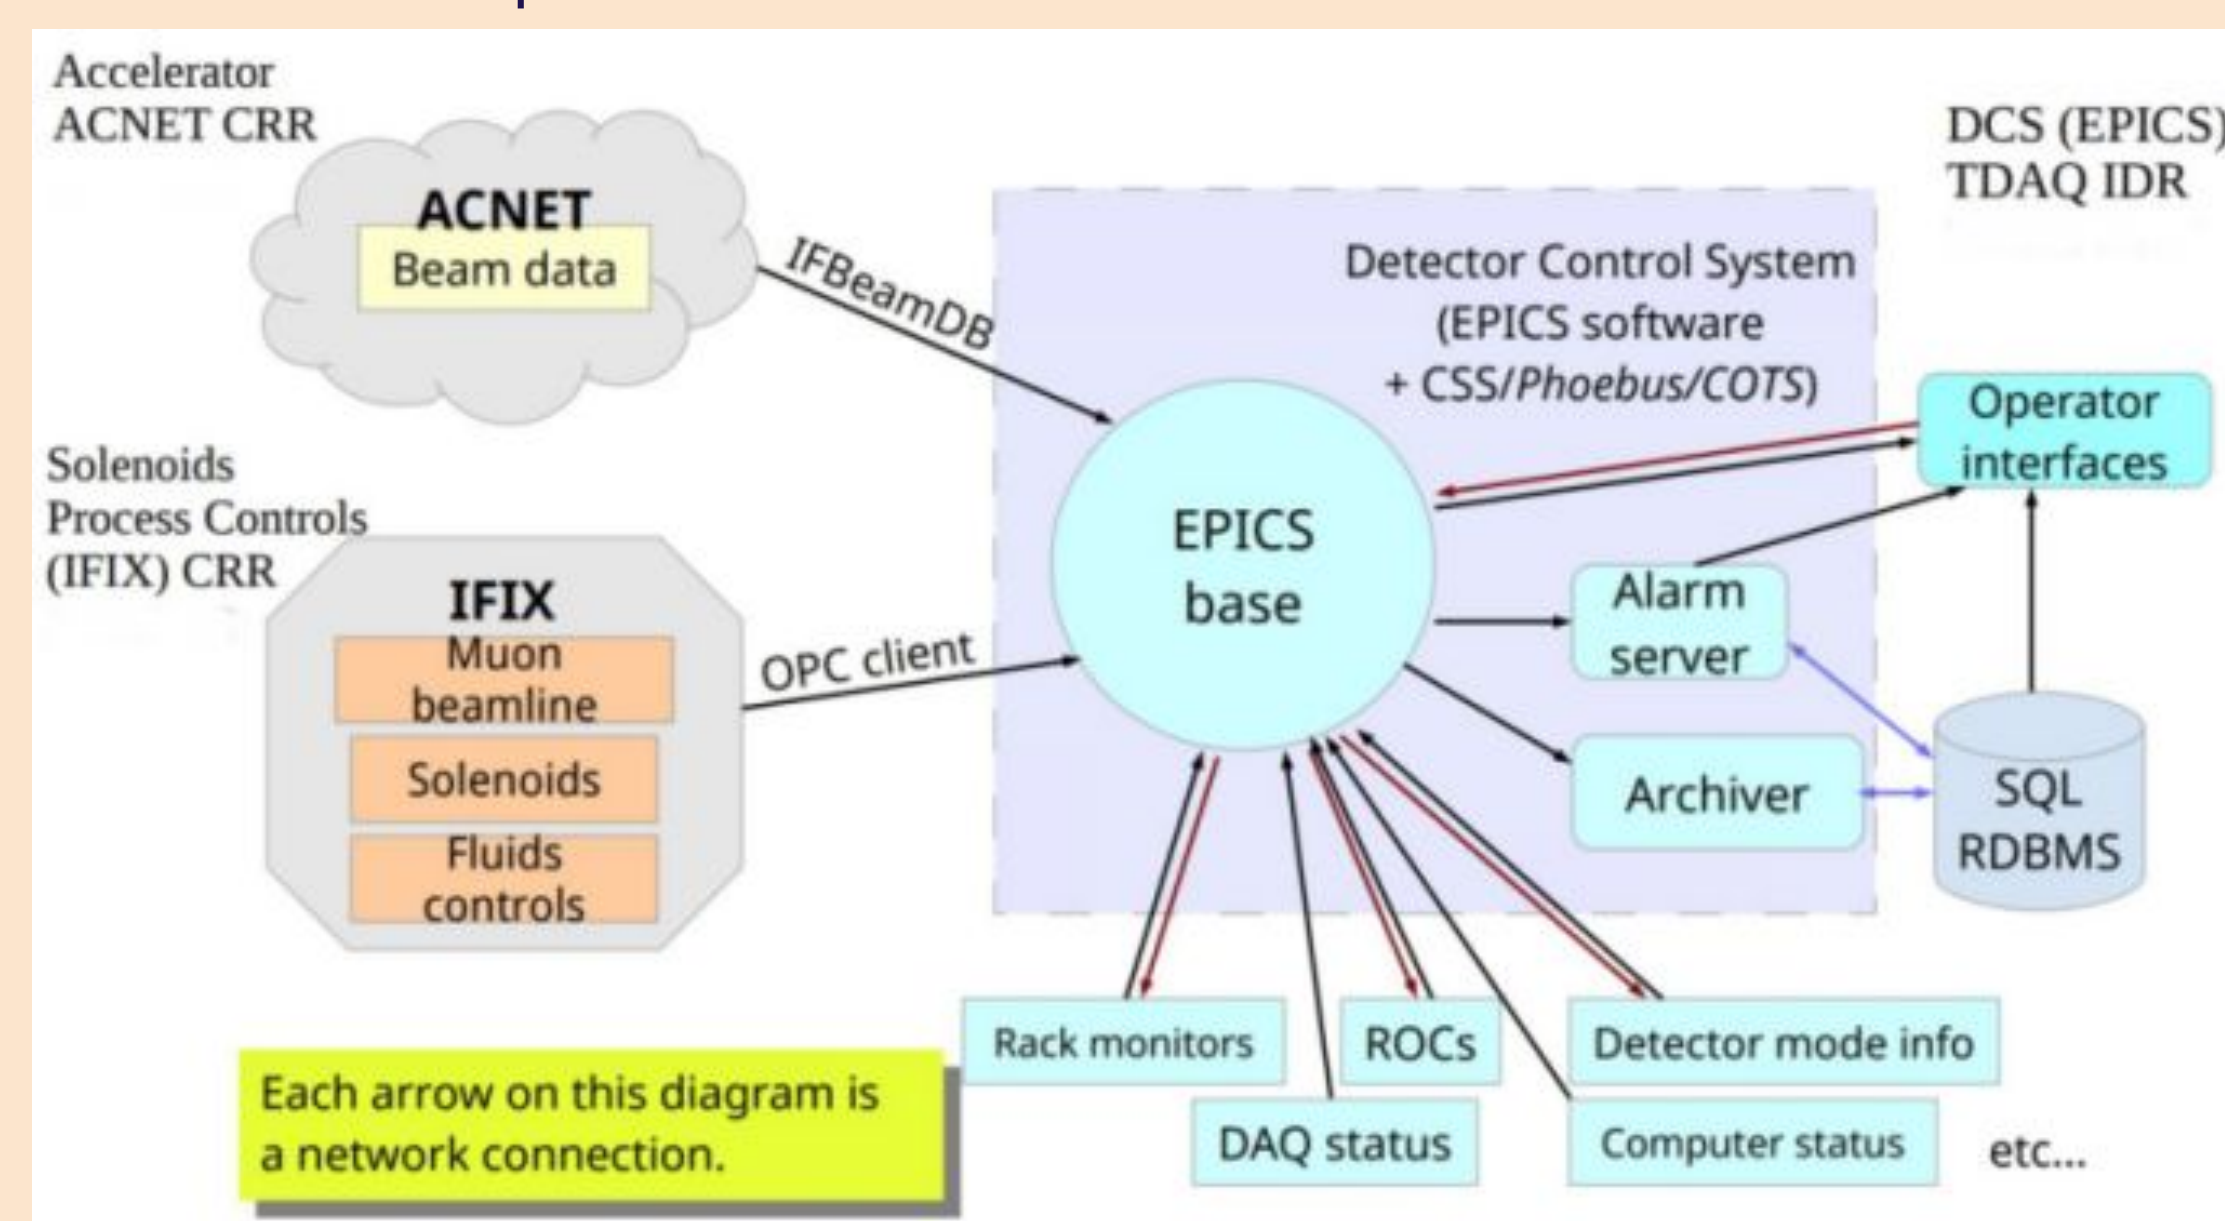 Accelerator
ACNET CRR
ACNET
Beam data
IFBeamDB
DCS (EPICS)
TDAQ IDR
Detector Control System
(EPICS software
+ CSS/Phoebus/COTS)
Operator
interfaces
Solenoids
Process Controls
(IFIX) CRR
IFIX
Muon
beamline
Solenoids
Fluids
controls
OPC client
EPICS
base
Alarm
server
Archiver
SQL
RDBMS
Rack monitors
ROCs
Detector mode info
DAQ status
Computer status
etc...
Each arrow on this diagram is
a network connection.